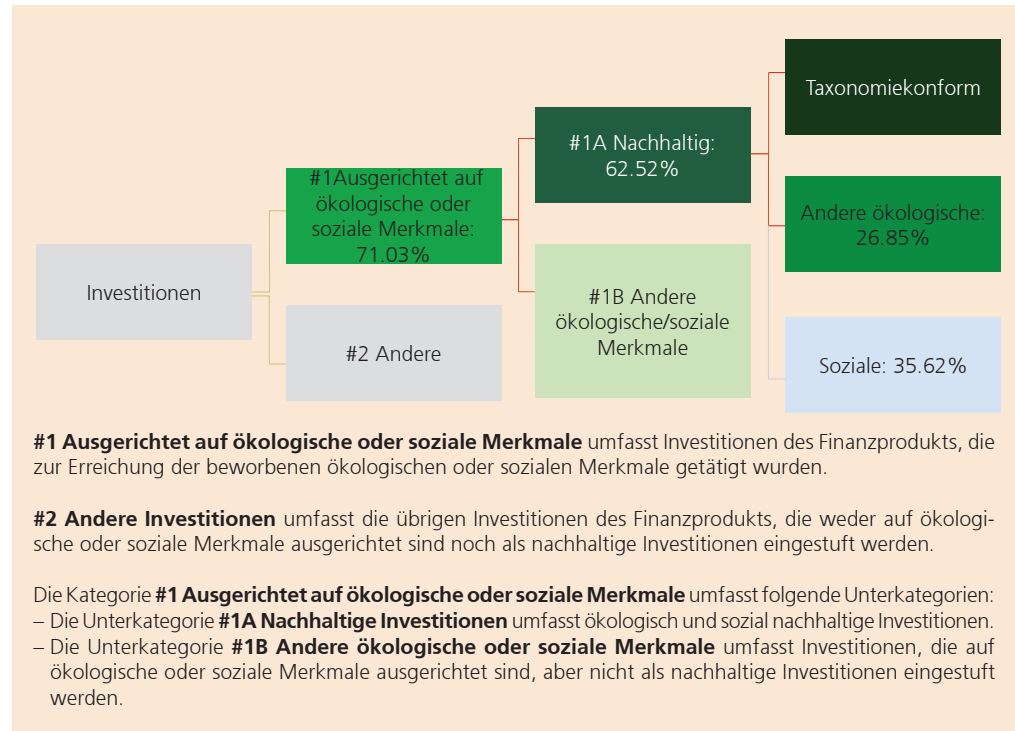 Investitionen
#1Ausgerichtet auf
ökologische oder
soziale Merkmale:
71.03%
#2 Andere
#1A Nachhaltig:
62.52%
#1B Andere
ökologische/soziale
Merkmale
Taxonomiekonform
Andere ökologische:
26.85%
Soziale: 35.62%
#1 Ausgerichtet auf ökologische oder soziale Merkmale umfasst Investitionen des Finanzprodukts, die
zur Erreichung der beworbenen ökologischen oder sozialen Merkmale getätigt wurden.
#2 Andere Investitionen umfasst die übrigen Investitionen des Finanzprodukts, die weder auf ökologi-
sche oder soziale Merkmale ausgerichtet sind noch als nachhaltige Investitionen eingestuft werden.
Die Kategorie #1 Ausgerichtet auf ökologische oder soziale Merkmale umfasst folgende Unterkategorien:
– Die Unterkategorie #1A Nachhaltige Investitionen umfasst ökologisch und sozial nachhaltige Investitionen.
– Die Unterkategorie #1B Andere ökologische oder soziale Merkmale umfasst Investitionen, die auf
ökologische oder soziale Merkmale ausgerichtet sind, aber nicht als nachhaltige Investitionen eingestuft
werden.